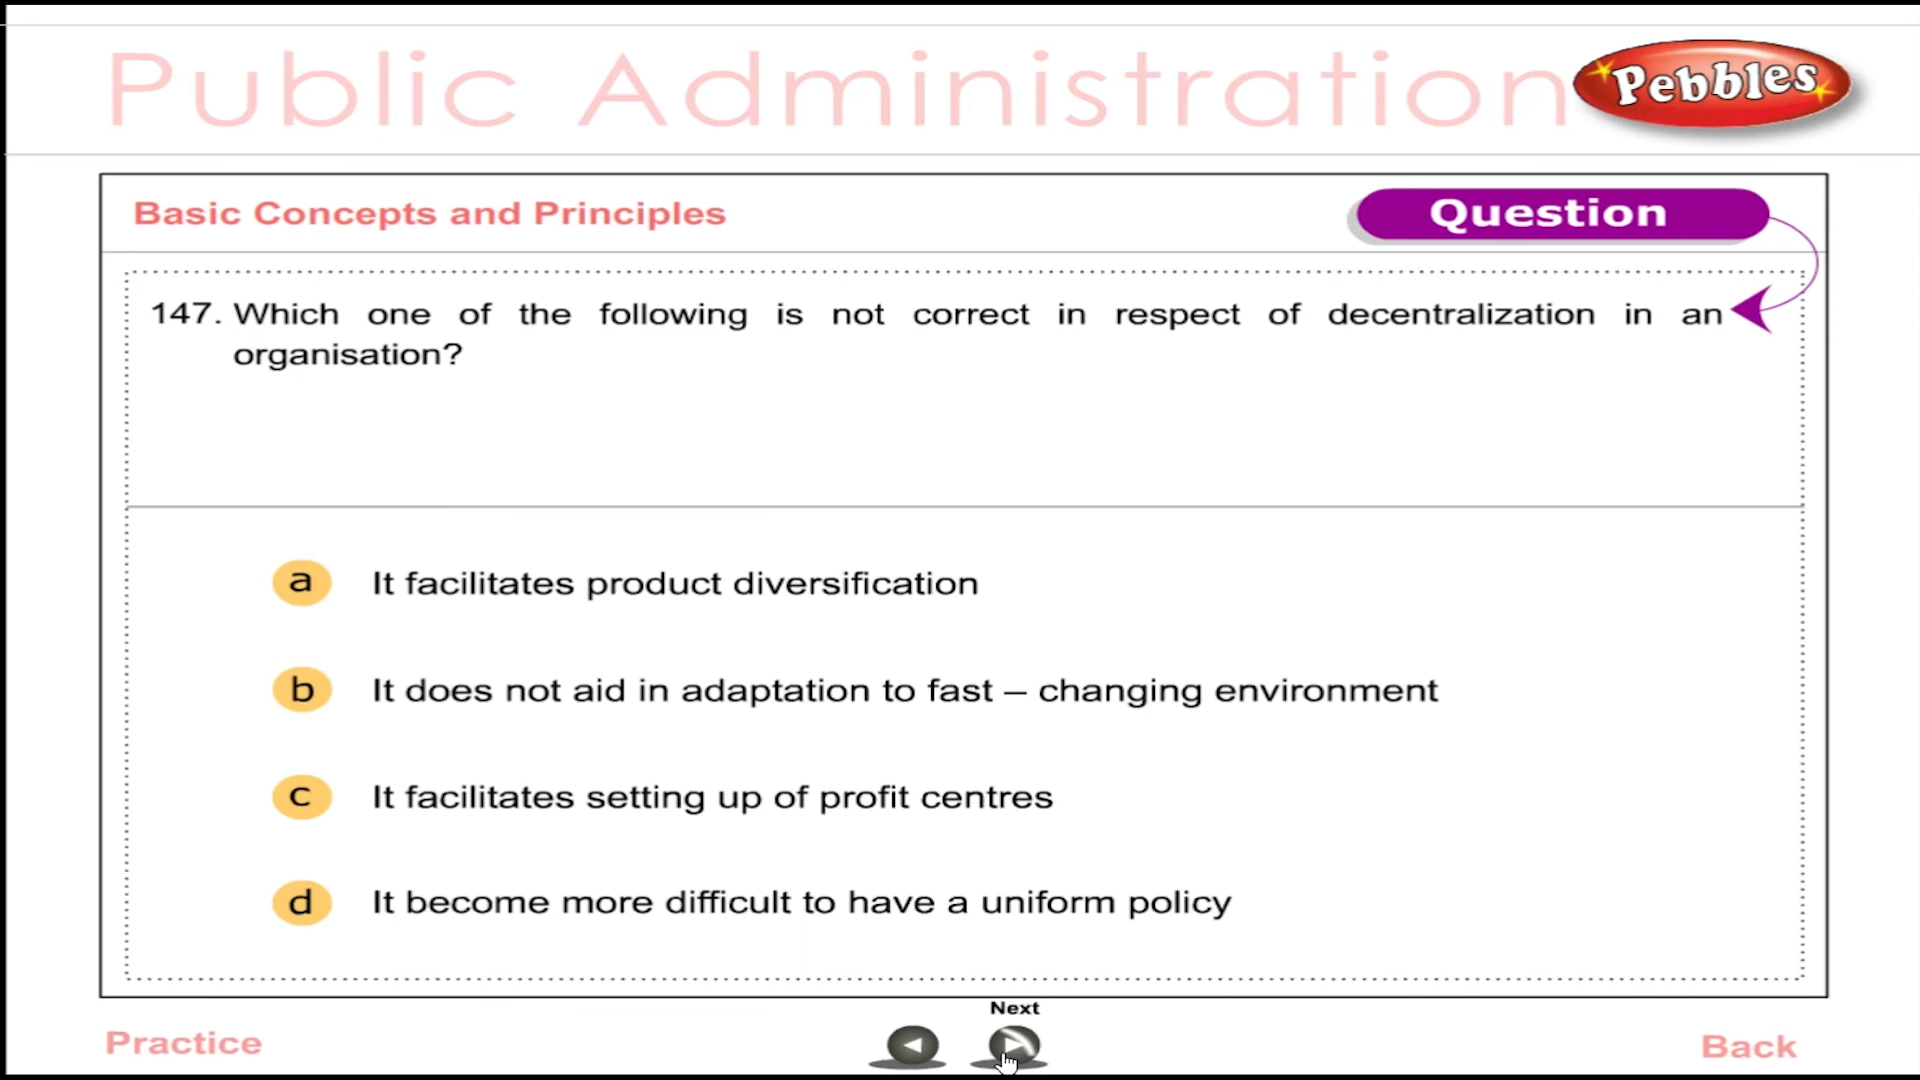 Public Administration
Pebbles
Basic Concepts and Principles
Question
147. Which one of the following is not correct in respect of decentralization in an
organisation?
a It facilitates product diversification
b It does not aid in adaptation to fast – changing environment
c It facilitates setting up of profit centres
d It become more difficult to have a uniform policy
Next
Practice
Back